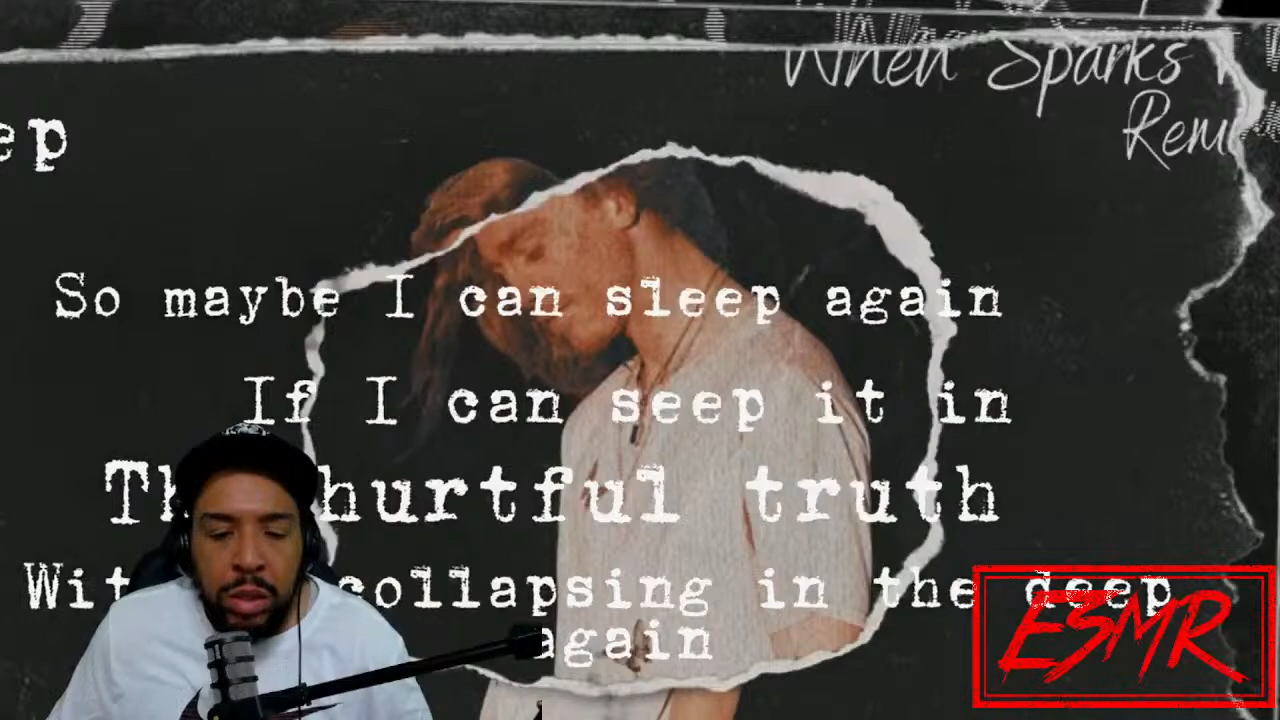 When Sparks
ep
So maybe I can sleep again
If I can seep it in
hurtful truth
collapsing in the deep
again
ESMR